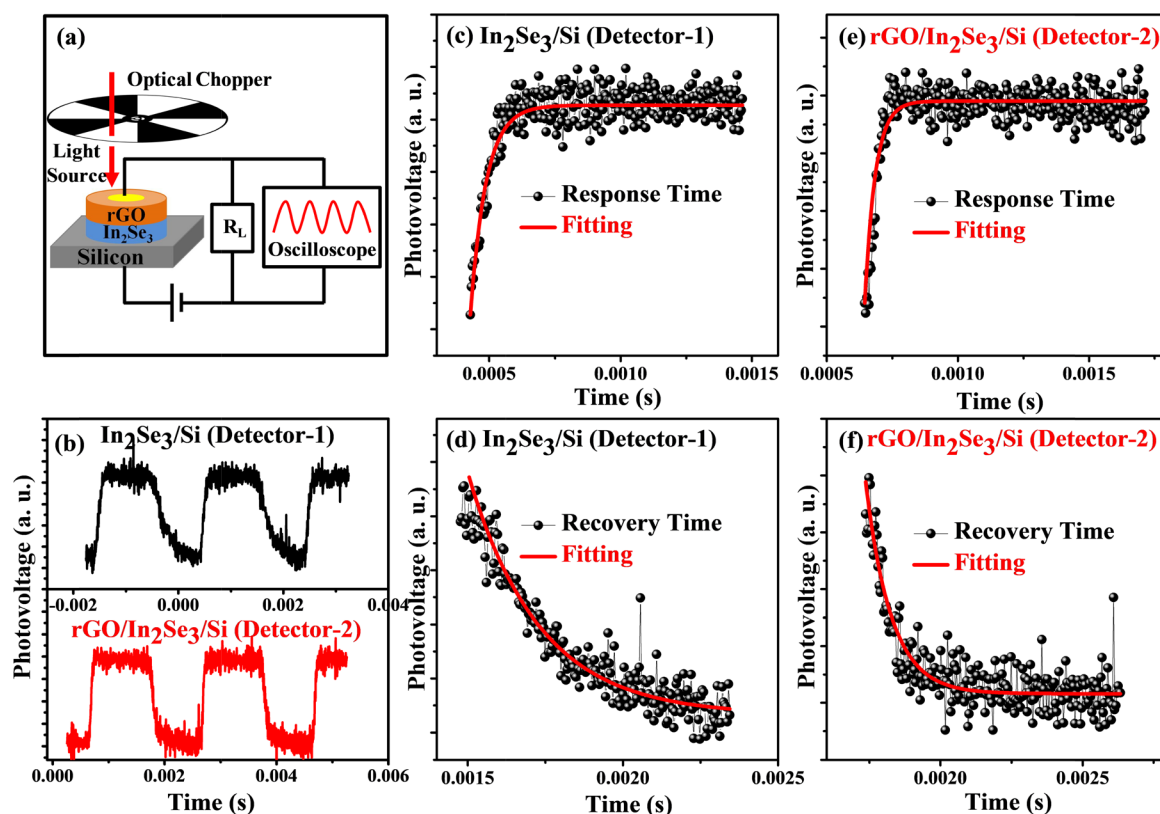 (a)
Optical Chopper
Light
Source
rGO
In₂Se₃
Silicon
R_L
Oscilloscope
(b)
In₂Se₃/Si (Detector-1)
-0.002 0.000 0.002 0.004
rGO/In₂Se₃/Si (Detector-2)
0.000 0.002 0.004 0.006
Time (s)
Photovoltage (a. u.)
(c) In₂Se₃/Si (Detector-1)
Response Time
Fitting
0.0005 0.0010 0.0015
Time (s)
Photovoltage (a. u.)
(d) In₂Se₃/Si (Detector-1)
Recovery Time
Fitting
0.0015 0.0020 0.0025
Time (s)
Photovoltage (a. u.)
(e) rGO/In₂Se₃/Si (Detector-2)
Response Time
Fitting
0.0005 0.0010 0.0015
Time (s)
Photovoltage (a. u.)
(f) rGO/In₂Se₃/Si (Detector-2)
Recovery Time
Fitting
0.0020 0.0025
Time (s)
Photovoltage (a. u.)